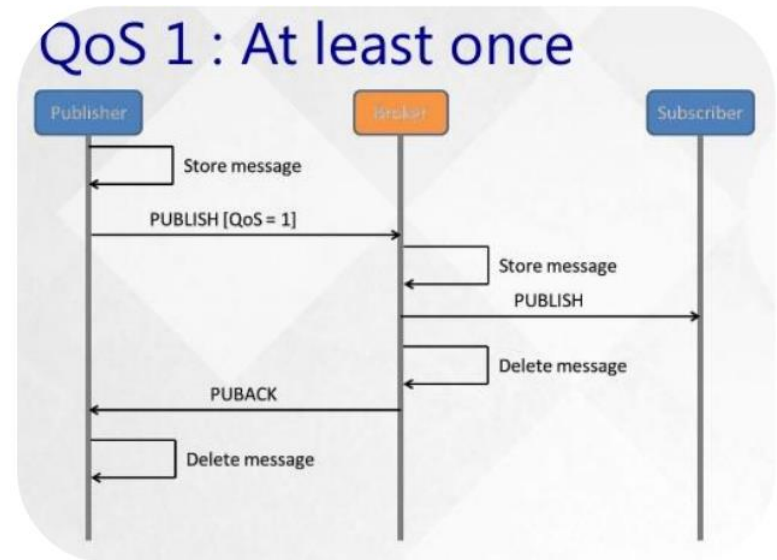 QoS 1 : At least once
Publisher
Broker
Subscriber
Store message
PUBLISH [QoS = 1]
Store message
PUBLISH
Delete message
PUBACK
Delete message